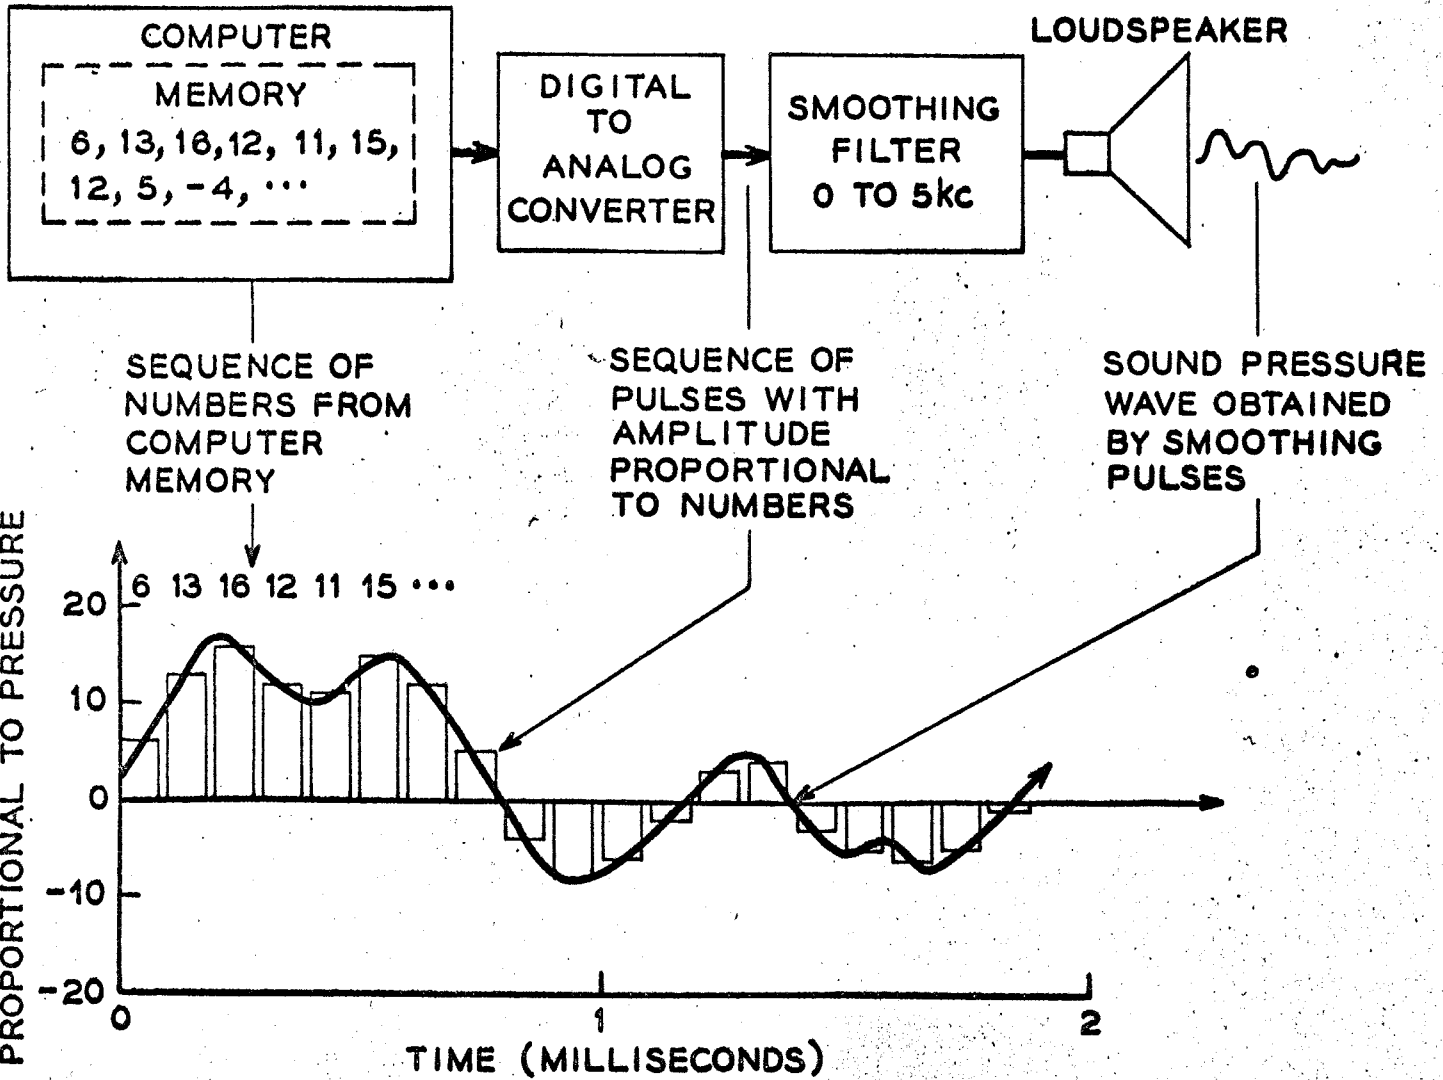 COMPUTER
MEMORY
6, 13, 16, 12, 11, 15,
12, 5, -4, ...
DIGITAL
TO
ANALOG
CONVERTER
SMOOTHING
FILTER
0 TO 5kc
LOUDSPEAKER
SEQUENCE OF
NUMBERS FROM
COMPUTER
MEMORY
SEQUENCE OF
PULSES WITH
AMPLITUDE
PROPORTIONAL
TO NUMBERS
SOUND PRESSURE
WAVE OBTAINED
BY SMOOTHING
PULSES
PROPORTIONAL TO PRESSURE
6 13 16 12 11 15 ...
20
10
0
-10
-20
0 1 2
TIME (MILLISECONDS)